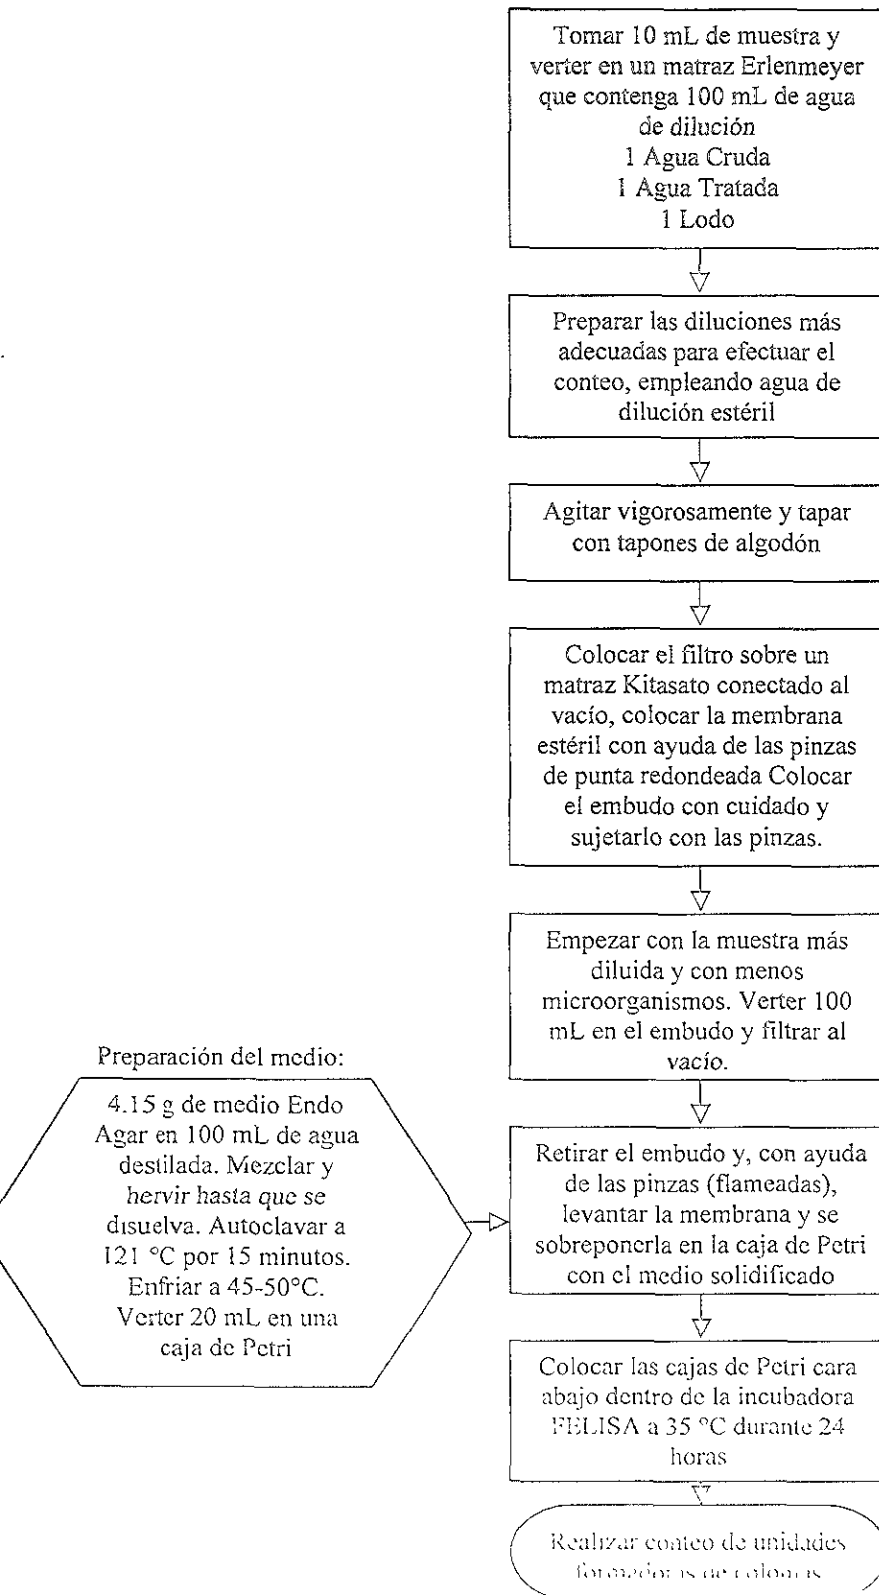 Tomar 10 mL de muestra y
verter en un matraz Erlenmeyer
que contenga 100 mL de agua
de dilución
1 Agua Cruda
1 Agua Tratada
1 Lodo
Preparar las diluciones más
adecuadas para efectuar el
conteo, empleando agua de
dilución estéril
Agitar vigorosamente y tapar
con tapones de algodón
Colocar el filtro sobre un
matraz Kitasato conectado al
vacío, colocar la membrana
estéril con ayuda de las pinzas
de punta redondeada Colocar
el embudo con cuidado y
sujetarlo con las pinzas.
Empezar con la muestra más
diluida y con menos
microorganismos. Verter 100
mL en el embudo y filtrar al
vacío.
Preparación del medio:
4.15 g de medio Endo
Agar en 100 mL de agua
destilada. Mezclar y
hervir hasta que se
disuelva. Autoclavar a
121 °C por 15 minutos.
Enfriar a 45-50°C.
Verter 20 mL en una
caja de Petri
Retirar el embudo y, con ayuda
de las pinzas (flameadas),
levantar la membrana y se
sobreponerla en la caja de Petri
con el medio solidificado
Colocar las cajas de Petri cara
abajo dentro de la incubadora
FELISA a 35 °C durante 24
horas
Realizar conteo de unidades
formadoras de colonias